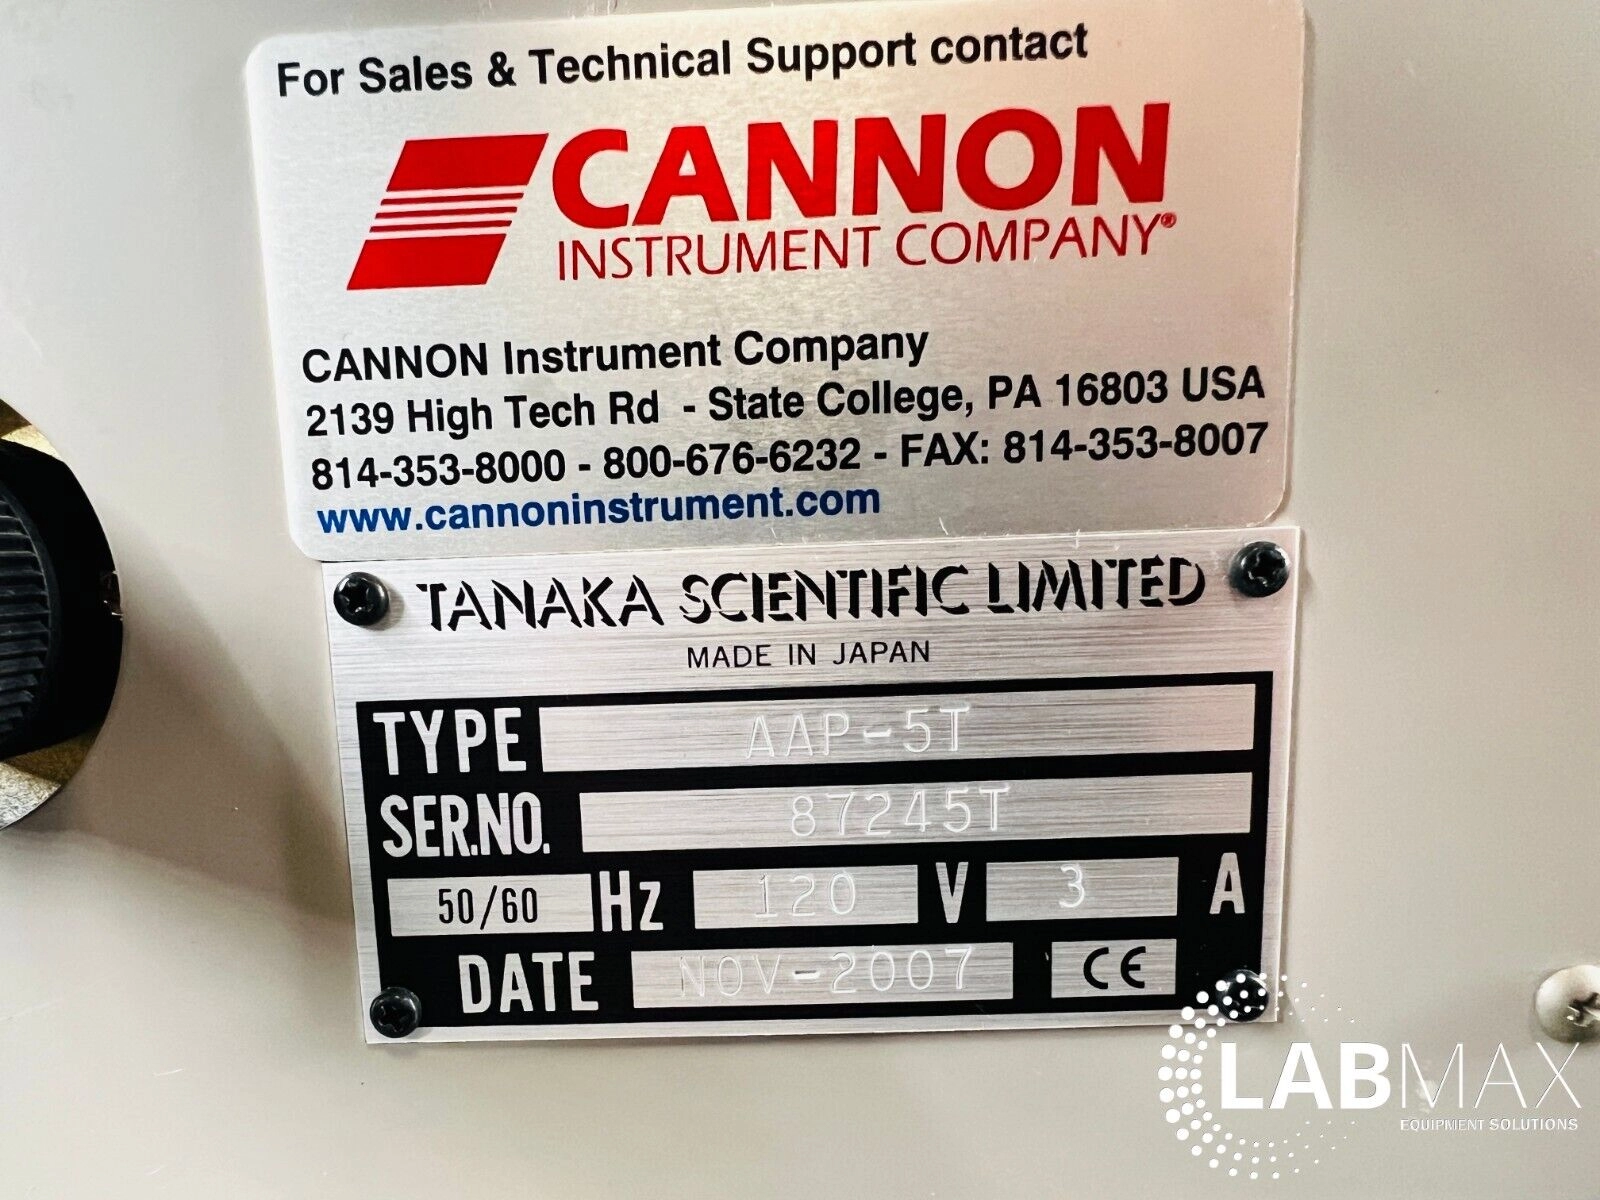 For Sales & Technical Support contact
CANNON
INSTRUMENT COMPANY®
CANNON Instrument Company
2139 High Tech Rd - State College, PA 16803 USA
814-353-8000 - 800-676-6232 - FAX: 814-353-8007
www.cannoninstrument.com
TANAKA SCIENTIFIC LIMITED
MADE IN JAPAN
TYPE AAP-5T
SER.NO. 87245T
50/60 Hz 120 V 3 A
DATE NOV-2007 CE
LABMAX
EQUIPMENT SOLUTIONS